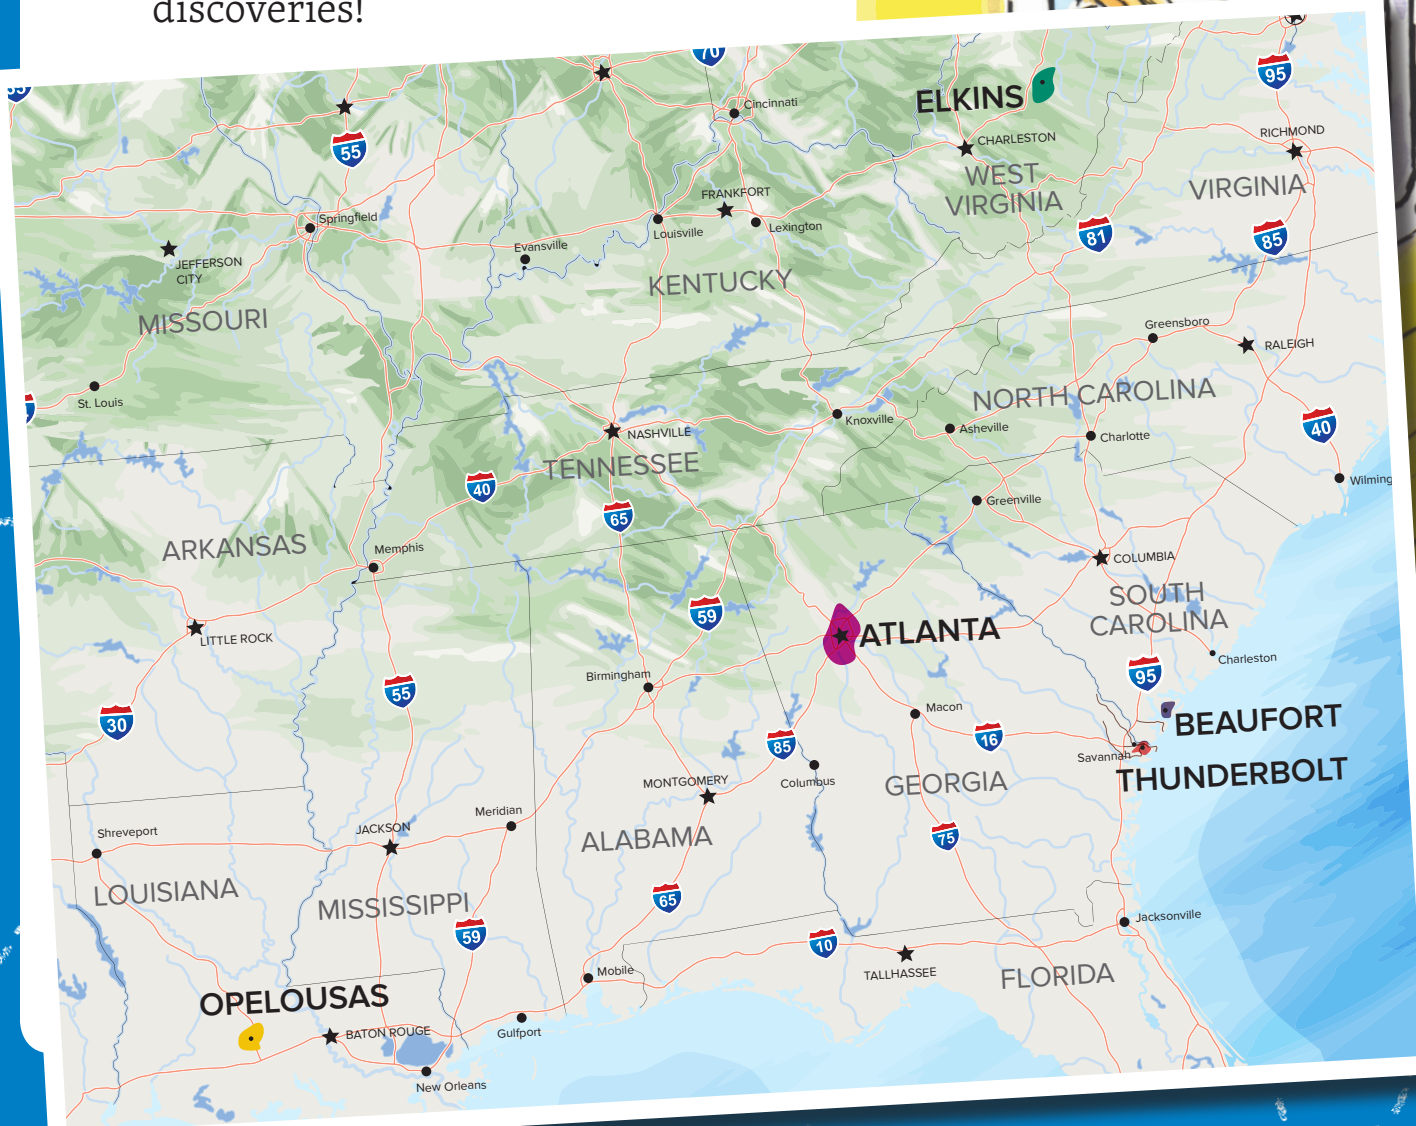 discoveries!
70
95
ELKINS
Cincinnati
55
CHARLESTON
RICHMOND
WEST
VIRGINIA
VIRGINIA
FRANKFORT
Springfield
Louisville
Lexington
81
85
Evansville
JEFFERSON
CITY
KENTUCKY
MISSOURI
Greensboro
RALEIGH
St. Louis
NORTH CAROLINA
Knoxville
Asheville
Charlotte
40
NASHVILLE
TENNESSEE
40
65
Wilming
Greenville
ARKANSAS
Memphis
COLUMBIA
59
SOUTH
CAROLINA
LITTLE ROCK
ATLANTA
Charleston
Birmingham
55
95
30
Macon
BEAUFORT
85
16
Savannah
THUNDERBOLT
MONTGOMERY
Columbus
GEORGIA
Meridian
Shreveport
JACKSON
ALABAMA
75
LOUISIANA
MISSISSIPPI
65
59
10
Jacksonville
Mobile
TALLHASSEE
FLORIDA
OPELOUSAS
BATON ROUGE
Gulfport
New Orleans